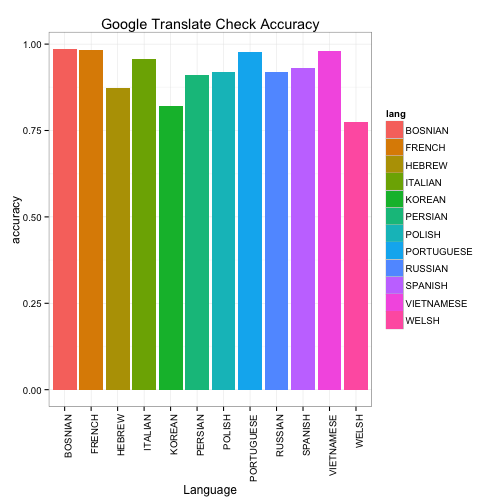 Google Translate Check Accuracy
1.00
0.75
0.50
0.25
0.00
accuracy
BOSNIAN
FRENCH
HEBREW
ITALIAN
KOREAN
PERSIAN
POLISH
PORTUGUESE
RUSSIAN
SPANISH
VIETNAMESE
WELSH
Language
lang
BOSNIAN
FRENCH
HEBREW
ITALIAN
KOREAN
PERSIAN
POLISH
PORTUGUESE
RUSSIAN
SPANISH
VIETNAMESE
WELSH